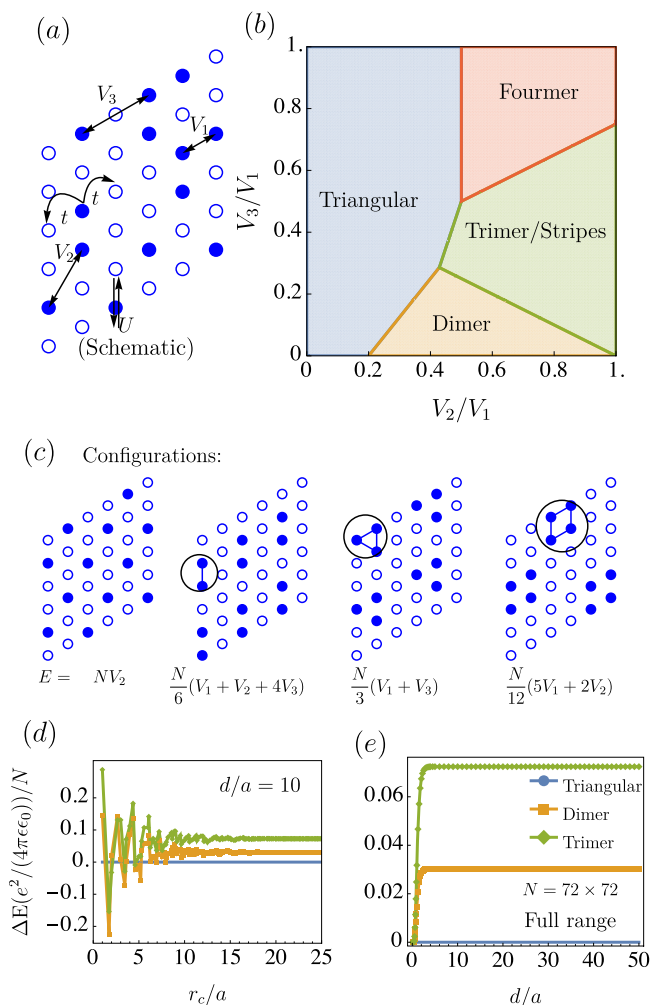 (a)
V₃
V₁
t
t
V₂
U
(Schematic)
(b)
V₃/V₁
1.
0.8
0.6
0.4
0.2
0
Triangular
Fourmer
Trimer/Stripes
Dimer
0
0.2
0.4
0.6
0.8
1.
V₂/V₁
(c) Configurations:
E = NV₂
N/6(V₁ + V₂ + 4V₃)
N/3(V₁ + V₃)
N/12(5V₁ + 2V₂)
(d)
ΔE(e²/(4πϵϵ₀))/N
0.2
0.1
0.
−0.1
−0.2
d/a = 10
0
5
10
15
20
25
r_c/a
(e)
0.06
0.04
0.02
0
Triangular
Dimer
Trimer
N = 72 × 72
Full range
0
10
20
30
40
50
d/a